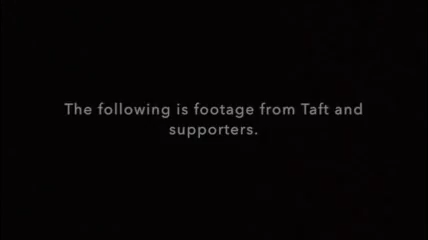 The following is footage from Taft and
supporters.